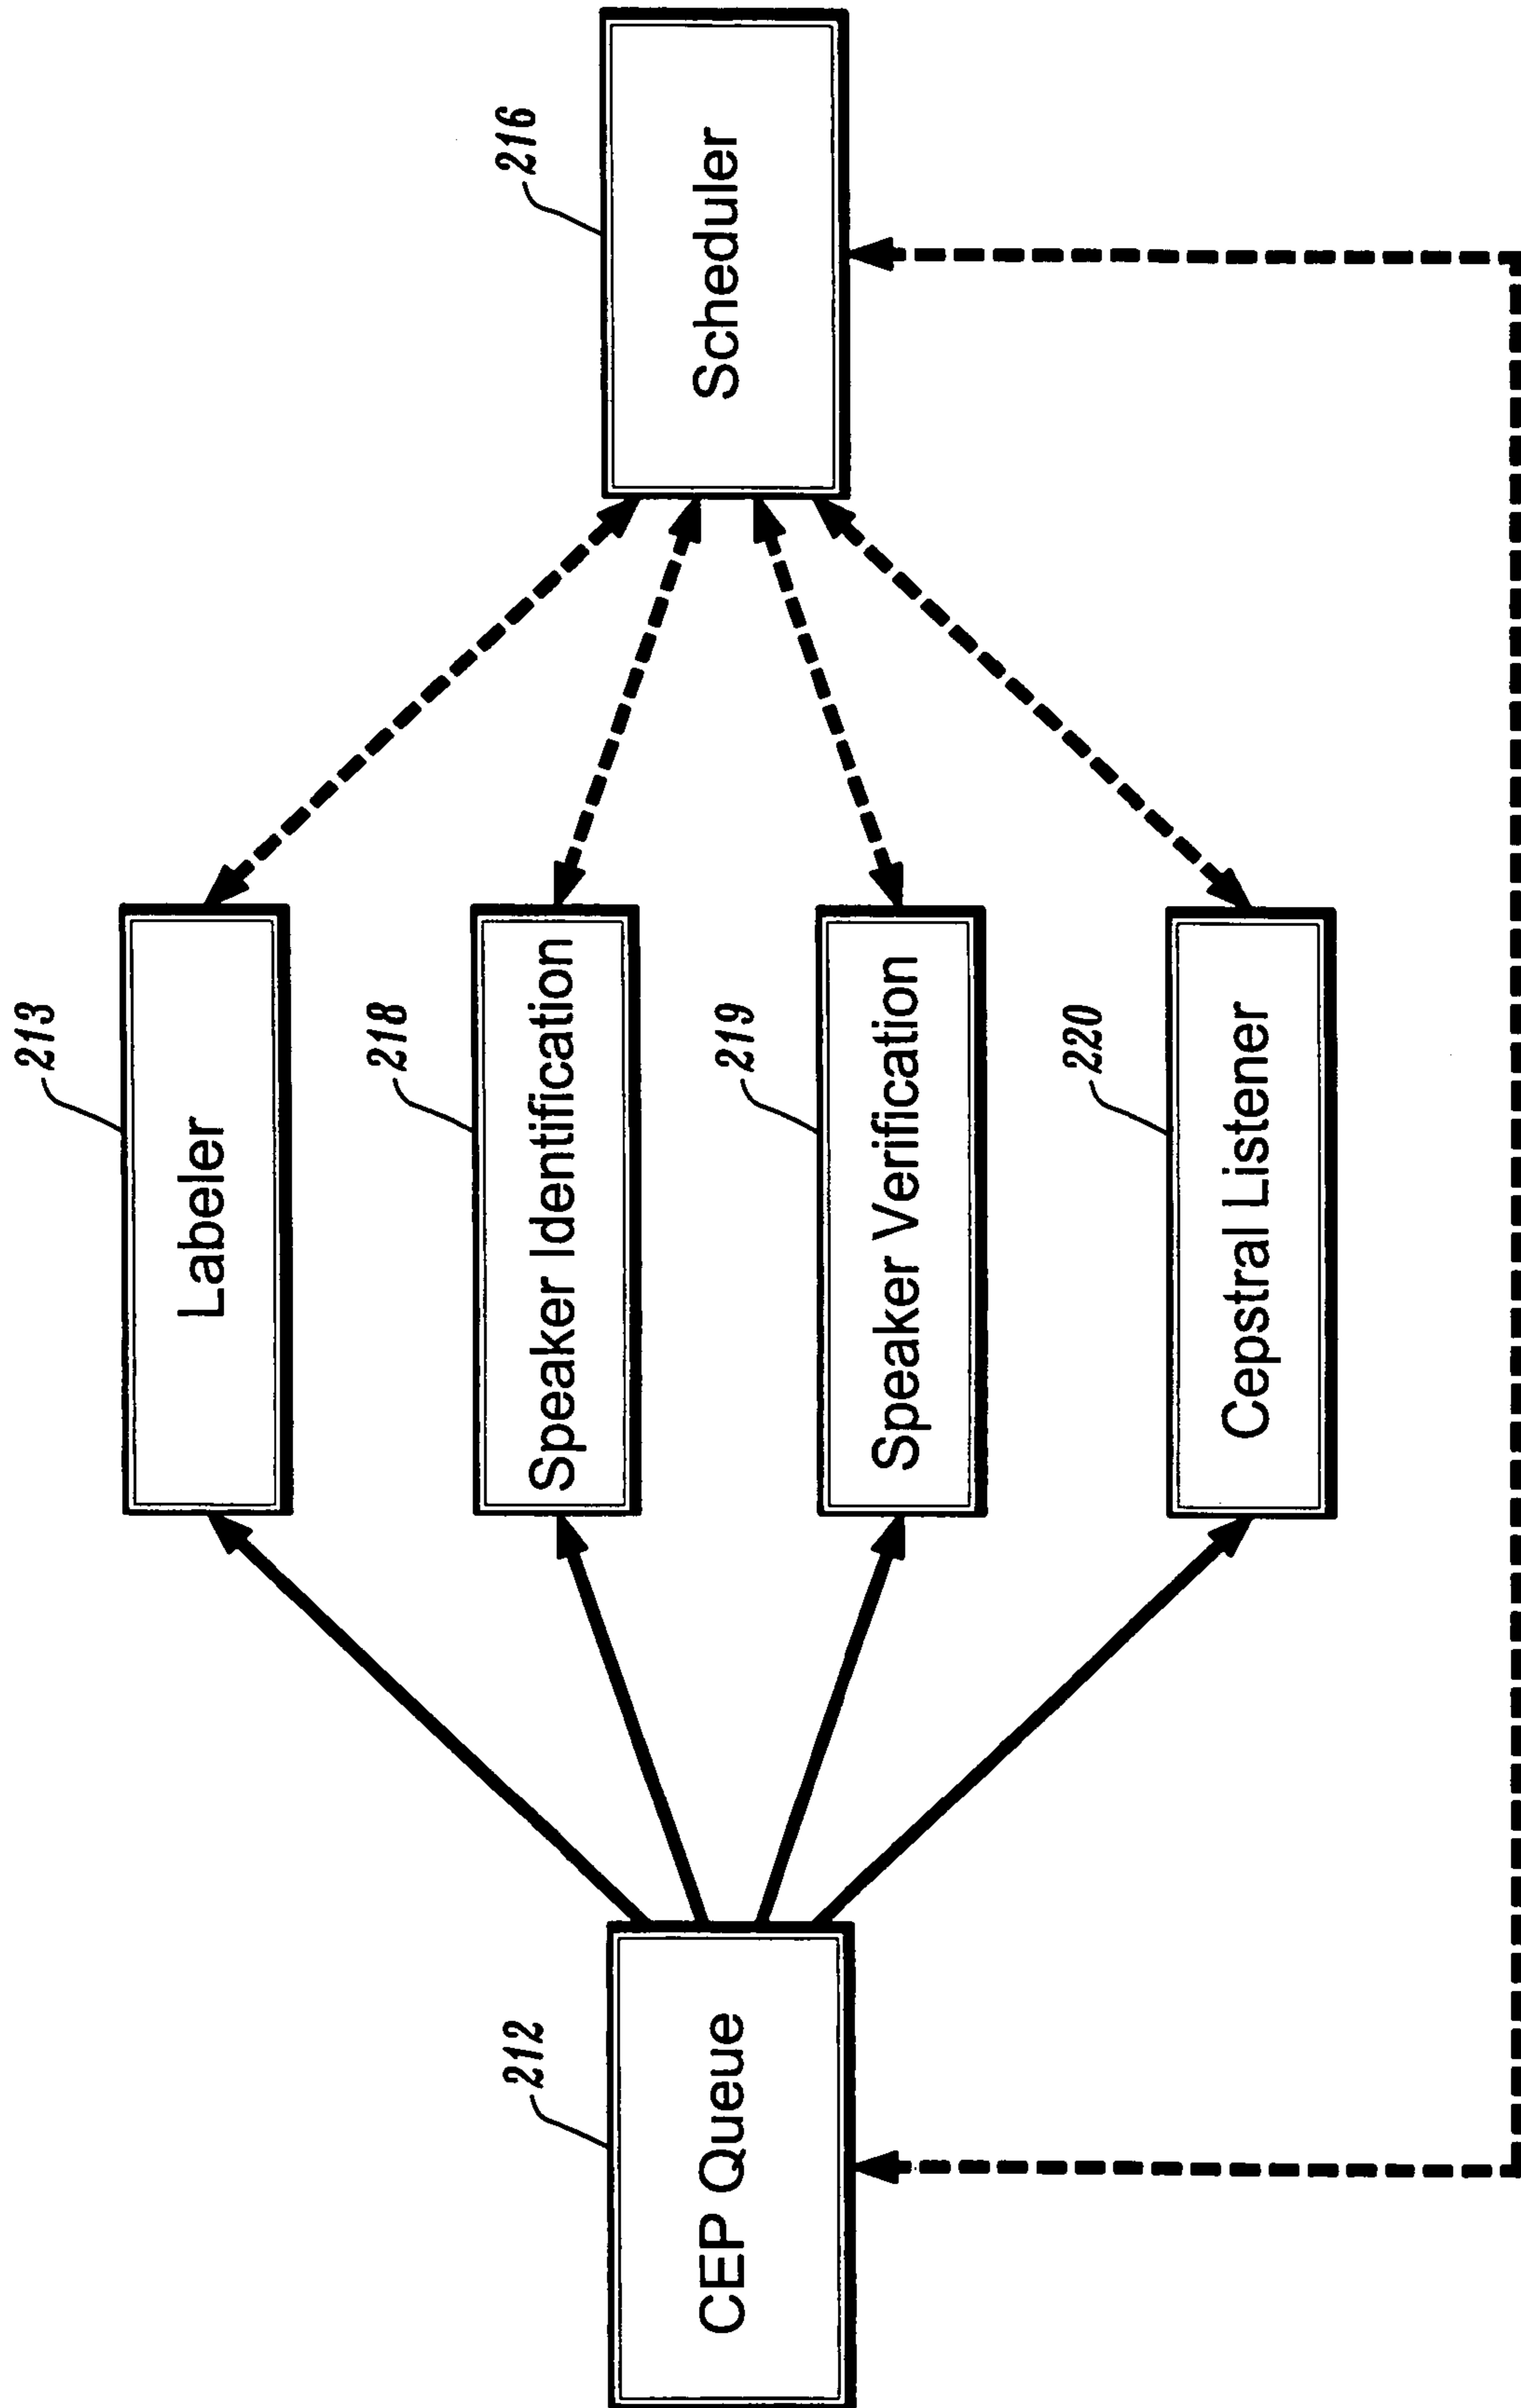 213
Labeler
218
Speaker Identification
212
CEP Queue
216
Scheduler
219
Speaker Verification
220
Cepstral Listener